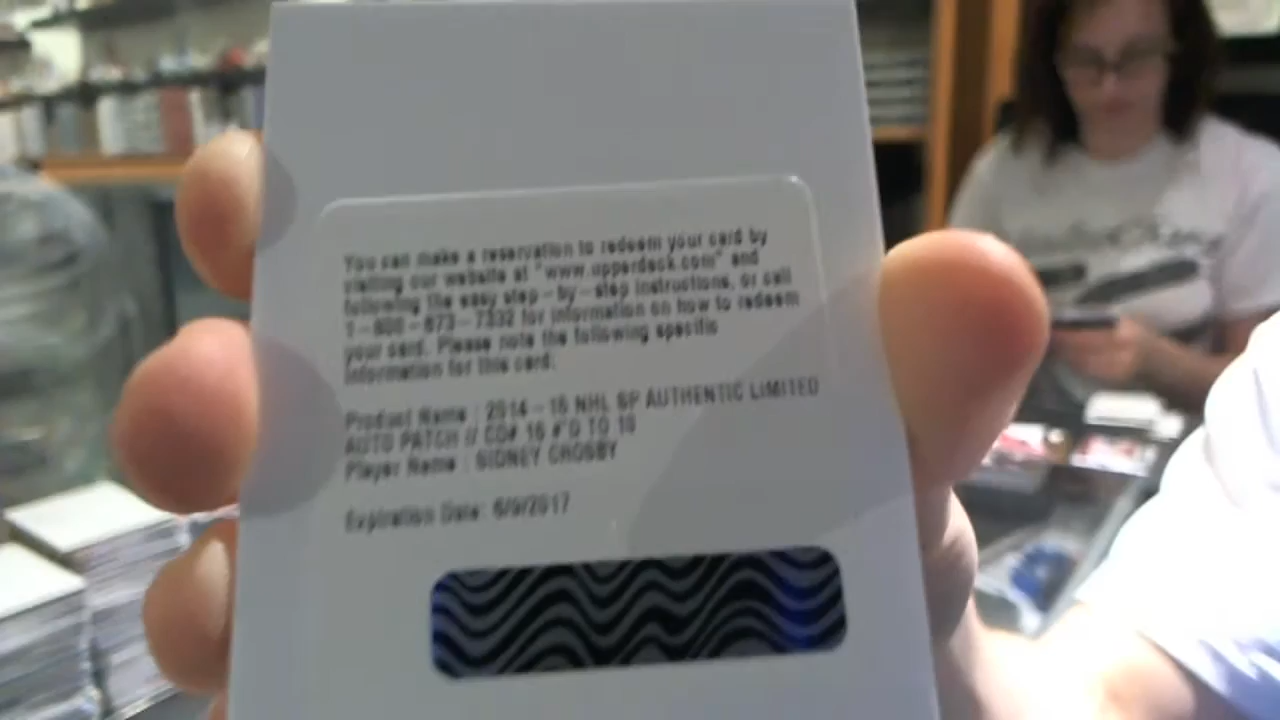 You can make a reservation to redeem your card by
visiting our website at "www.upperdeck.com" and
following the easy step-by-step instructions, or call
1-800-873-7332 for information on how to redeem
your card. Please note the following specific
information for this card.
Product Name : 2014-15 NHL SP AUTHENTIC LIMITED
AUTO PATCH // CO# 16 #'D TO 10
Player Name : SIDNEY CROSBY
Expiration Date: 6/9/2017